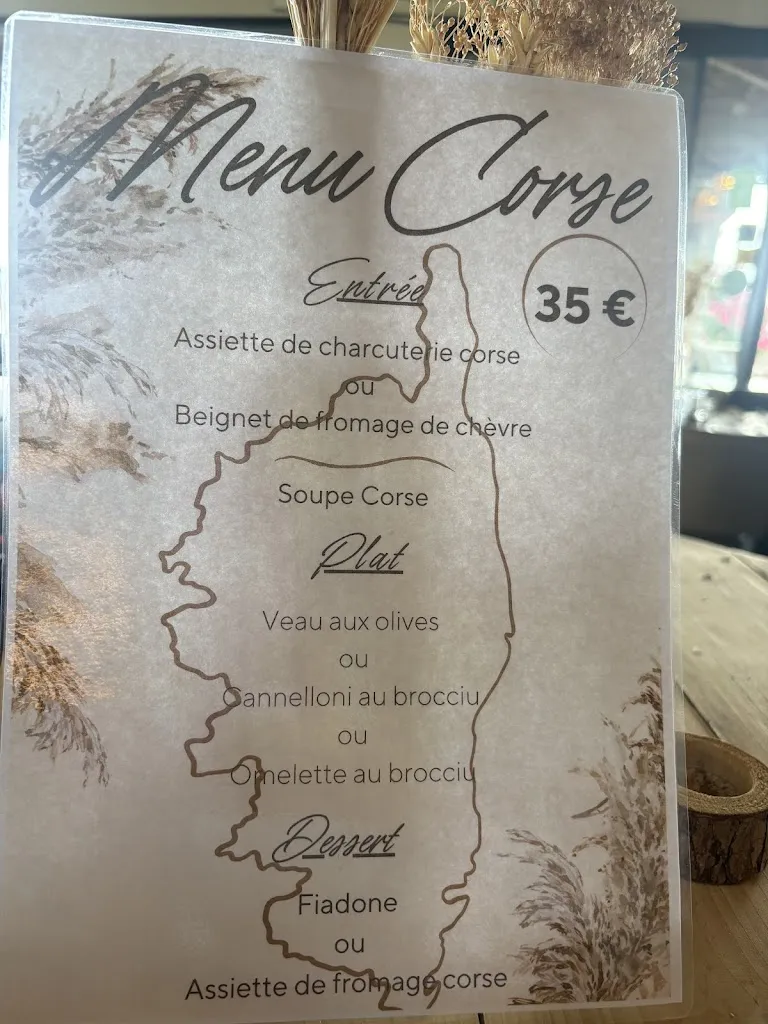 Menu Corse
Entrée
35 €
Assiette de charcuterie corse
ou
Beignet de fromage de chèvre
Soupe Corse
Plat
Veau aux olives
ou
Cannelloni au brocciu
ou
Omelette au brocciu
Dessert
Fiadone
ou
Assiette de fromage corse